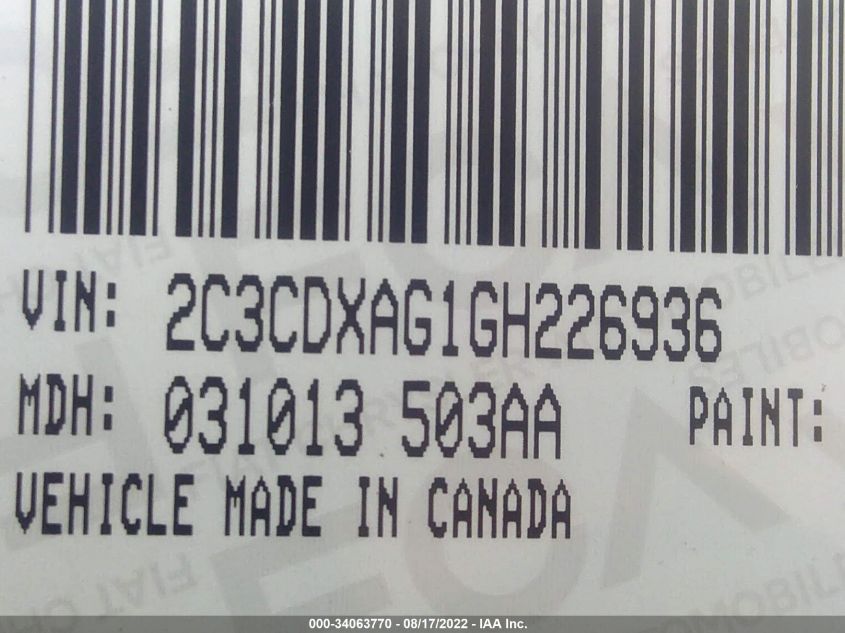 VIN: 2C3CDXAG1GH226936
MDH: 031013 503AA PAINT:
VEHICLE MADE IN CANADA
000-34063770 - 08/17/2022 - IAA Inc.